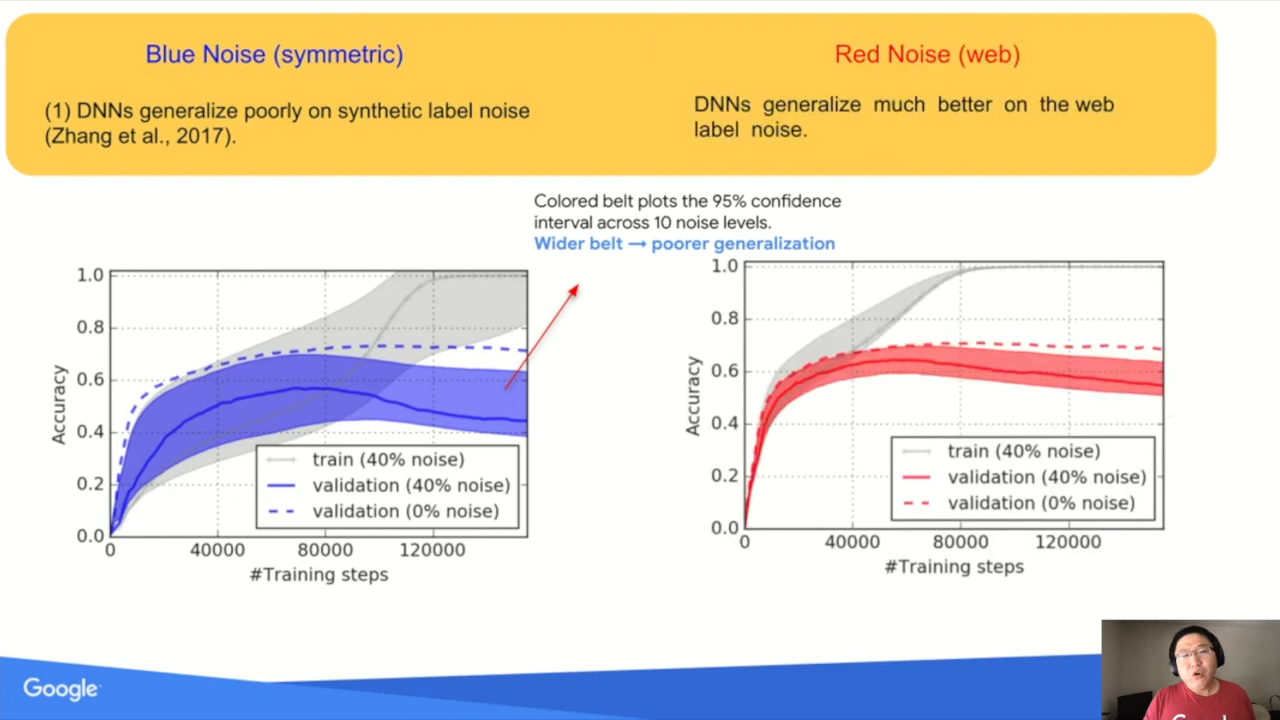 Blue Noise (symmetric)
(1) DNNs generalize poorly on synthetic label noise
(Zhang et al., 2017).
Red Noise (web)
DNNs generalize much better on the web
label noise.
Colored belt plots the 95% confidence
interval across 10 noise levels.
Wider belt → poorer generalization
1.0
0.8
0.6
0.4
0.2
0.0
Accuracy
0 40000 80000 120000
#Training steps
train (40% noise)
validation (40% noise)
validation (0% noise)
1.0
0.8
0.6
0.4
0.2
0.0
Accuracy
0 40000 80000 120000
#Training steps
train (40% noise)
validation (40% noise)
validation (0% noise)
Google